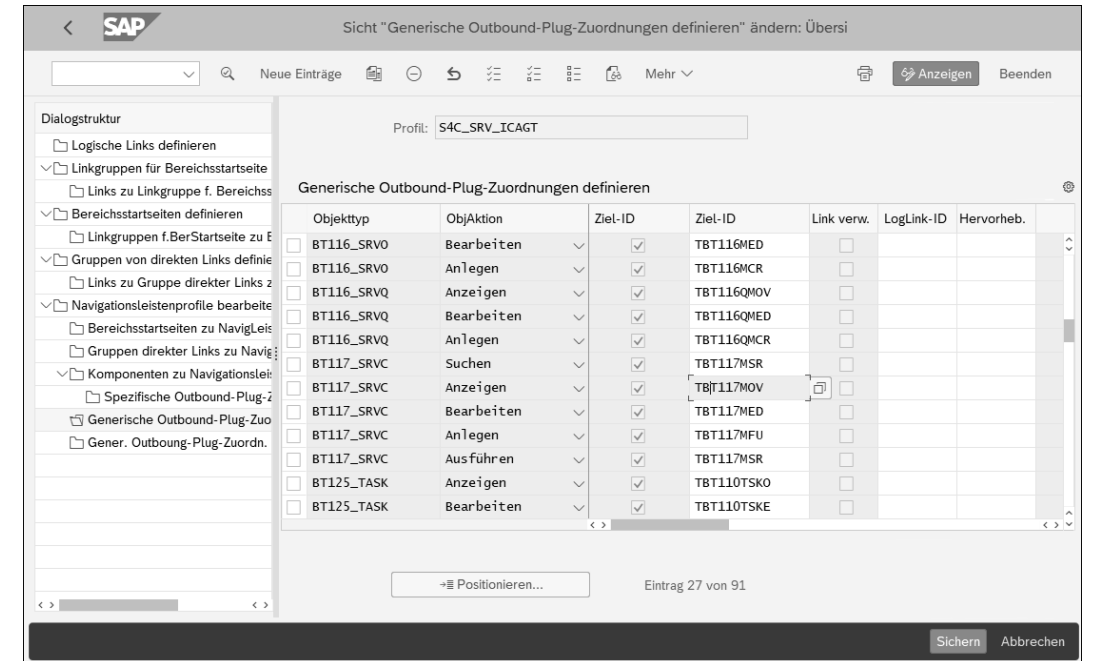 SAP Sicht "Generische Outbound-Plug-Zuordnungen definieren" ändern: Übersi
Neue Einträge Mehr Anzeigen Beenden
Dialogstruktur
Logische Links definieren
Linkgruppen für Bereichsstartseite
Links zu Linkgruppe f. Bereichss
Bereichsstartseiten definieren
Linkgruppen f.BerStartseite zu E
Gruppen von direkten Links definie
Links zu Gruppe direkter Links z
Navigationsleistenprofile bearbeite
Bereichsstartseiten zu NavigLeis
Gruppen direkter Links zu Navig
Komponenten zu Navigationsleis
Spezifische Outbound-Plug-Z
Generische Outbound-Plug-Zuo
Gener. Outboung-Plug-Zuordn.
Profil: S4C_SRV_ICAGT
Generische Outbound-Plug-Zuordnungen definieren
Objekttyp ObjAktion Ziel-ID Ziel-ID Link verw. LogLink-ID Hervorheb.
BT116_SRVO Bearbeiten TBT116MED
BT116_SRVO Anlegen TBT116MCR
BT116_SRVQ Anzeigen TBT116QMOV
BT116_SRVQ Bearbeiten TBT116QMED
BT116_SRVQ Anlegen TBT116QMCR
BT117_SRVC Suchen TBT117MSR
BT117_SRVC Anzeigen TBT117MOV
BT117_SRVC Bearbeiten TBT117MED
BT117_SRVC Anlegen TBT117MFU
BT117_SRVC Ausführen TBT117MSR
BT125_TASK Anzeigen TBT110TSKO
BT125_TASK Bearbeiten TBT110TSKE
Positionieren... Eintrag 27 von 91
Sichern Abbrechen